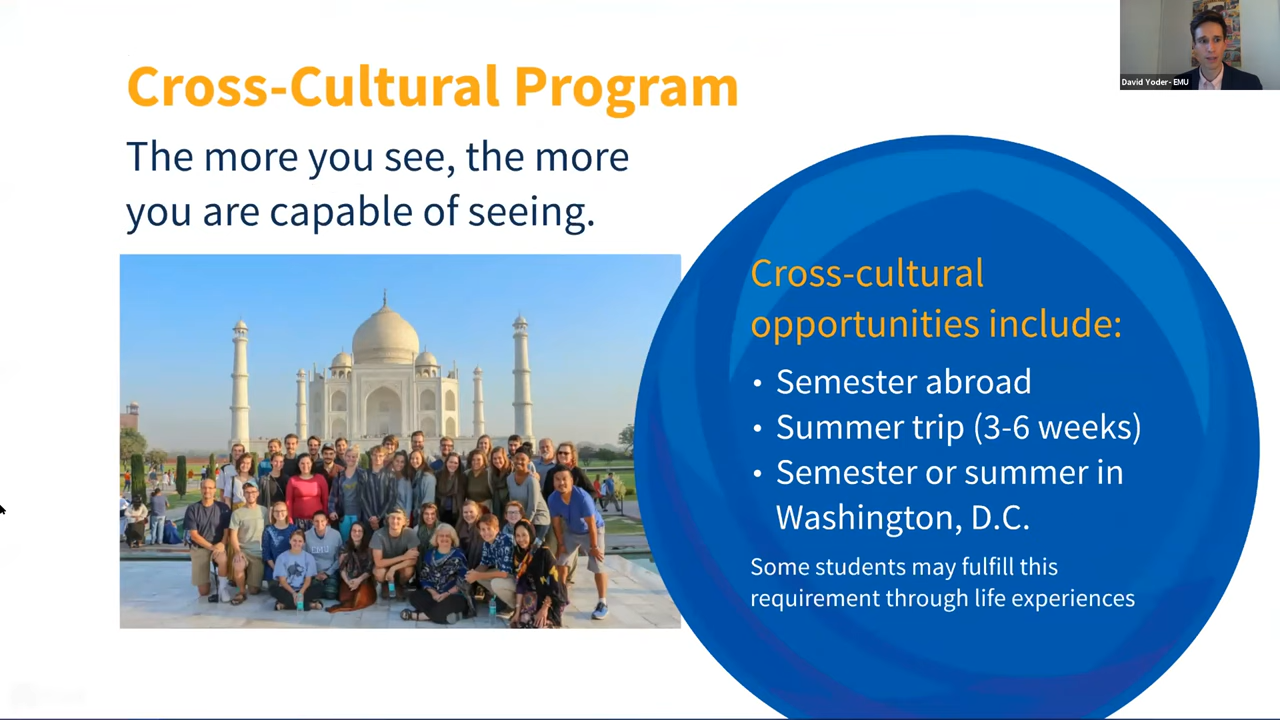 Cross-Cultural Program
The more you see, the more
you are capable of seeing.
David Yoder- EMU
Cross-cultural
opportunities include:
• Semester abroad
• Summer trip (3-6 weeks)
• Semester or summer in
Washington, D.C.
Some students may fulfill this
requirement through life experiences
EMU